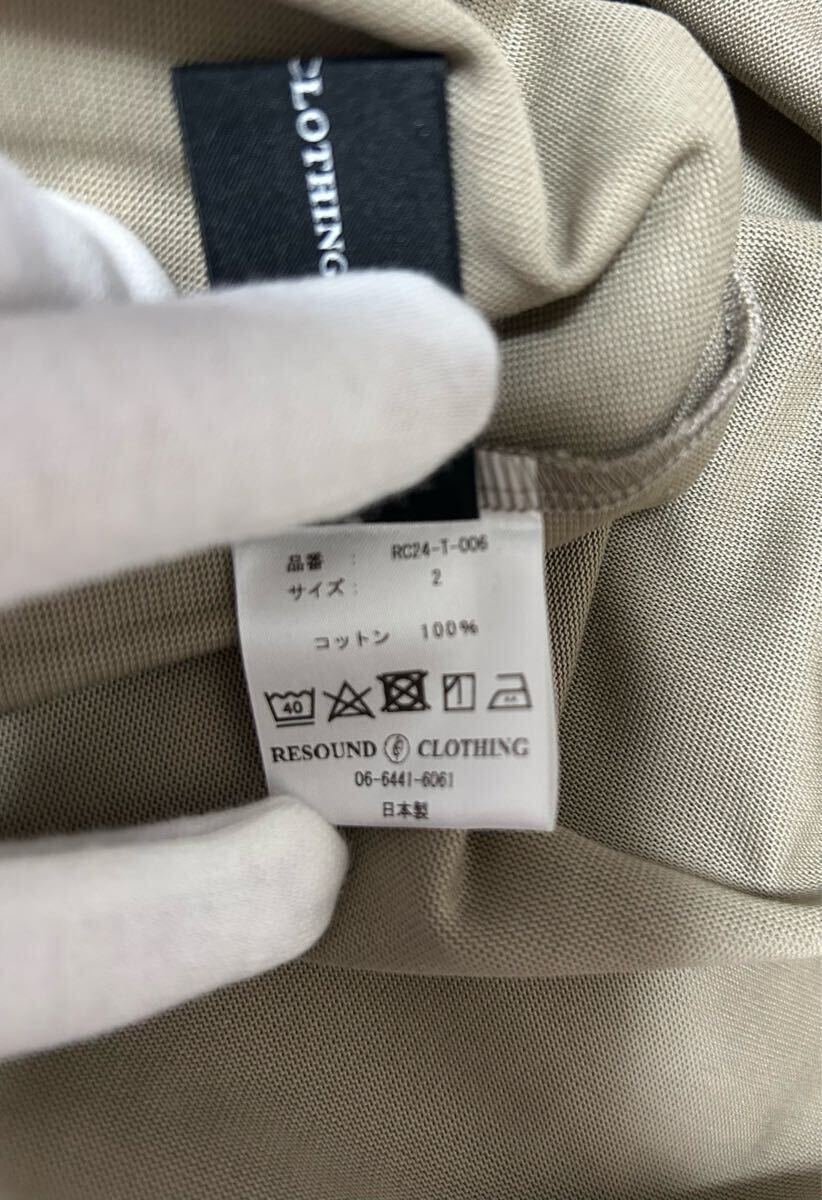 CLOTHING
品番 : RC24-T-006
サイズ: 2
コットン 100%
40
RESOUND CLOTHING
06-6441-6061
日本製